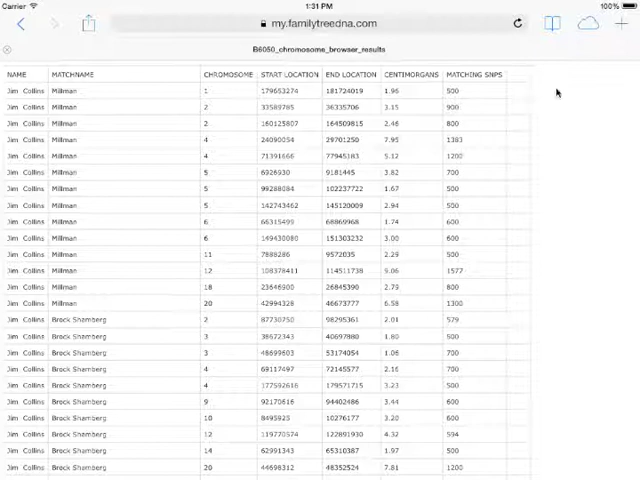 Carrier 1:31 PM 100%
my.familytreedna.com
B6050_chromosome_browser_results
NAME MATCHNAME CHROMOSOME START LOCATION END LOCATION CENTIMORGANS MATCHING SNPS
Jim Collins Millman 1 179653274 181724019 1.96 500
Jim Collins Millman 2 33589785 36335706 3.15 900
Jim Collins Millman 2 160125807 164509815 2.46 800
Jim Collins Millman 4 24090054 29701250 7.95 1383
Jim Collins Millman 4 71391666 77945183 5.12 1200
Jim Collins Millman 5 6926930 9181445 3.82 700
Jim Collins Millman 5 99288084 102237722 1.67 500
Jim Collins Millman 5 142743462 145120009 2.94 500
Jim Collins Millman 6 66315499 68869968 1.74 600
Jim Collins Millman 6 149430080 151303232 3.00 600
Jim Collins Millman 11 7888286 9572035 2.29 500
Jim Collins Millman 12 108378411 114511738 9.06 1577
Jim Collins Millman 18 23646900 26845390 2.79 800
Jim Collins Millman 20 42994328 46673777 6.58 1300
Jim Collins Brock Shamberg 2 87730750 98295361 2.01 579
Jim Collins Brock Shamberg 3 38672343 40697880 1.80 500
Jim Collins Brock Shamberg 3 48699603 53174054 1.06 700
Jim Collins Brock Shamberg 4 69117497 72145577 2.16 700
Jim Collins Brock Shamberg 4 177592618 179571715 3.23 500
Jim Collins Brock Shamberg 9 92170616 94402486 3.44 600
Jim Collins Brock Shamberg 10 8495925 10276177 3.20 600
Jim Collins Brock Shamberg 12 119770574 122891930 4.32 594
Jim Collins Brock Shamberg 14 62991343 65310387 1.97 500
Jim Collins Brock Shamberg 20 44698312 48352524 7.81 1200